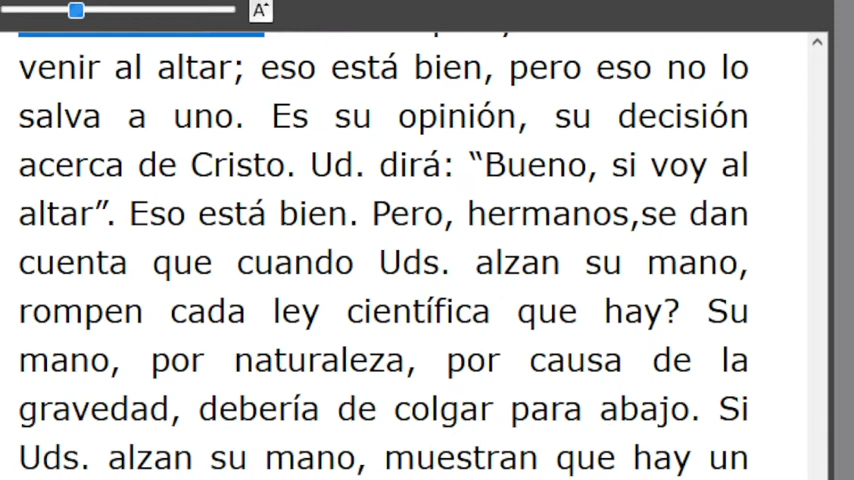 A
venir al altar; eso está bien, pero eso no lo
salva a uno. Es su opinión, su decisión
acerca de Cristo. Ud. dirá: “Bueno, si voy al
altar”. Eso está bien. Pero, hermanos,se dan
cuenta que cuando Uds. alzan su mano,
rompen cada ley científica que hay? Su
mano, por naturaleza, por causa de la
gravedad, debería de colgar para abajo. Si
Uds. alzan su mano, muestran que hay un